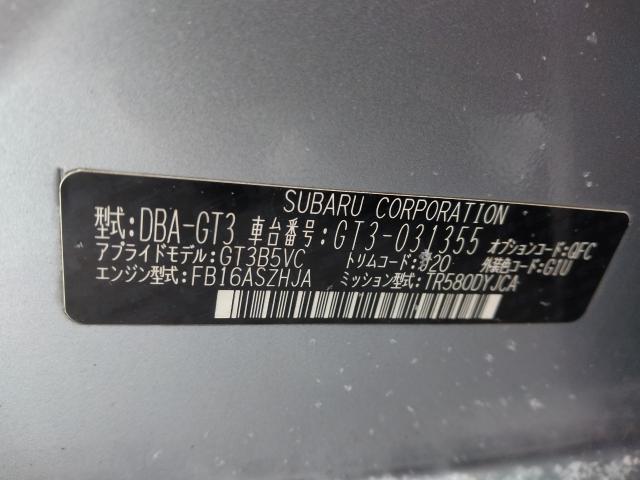 SUBARU CORPORATION
型式:DBA-GT3 車台番号:GT3-031355 オプションコード:QFC
アプライドモデル:GT3B5VC トリムコード:J20 外装色コード:G1U
エンジン型式:FB16ASZHJA ミッション型式:TR580DYJCA